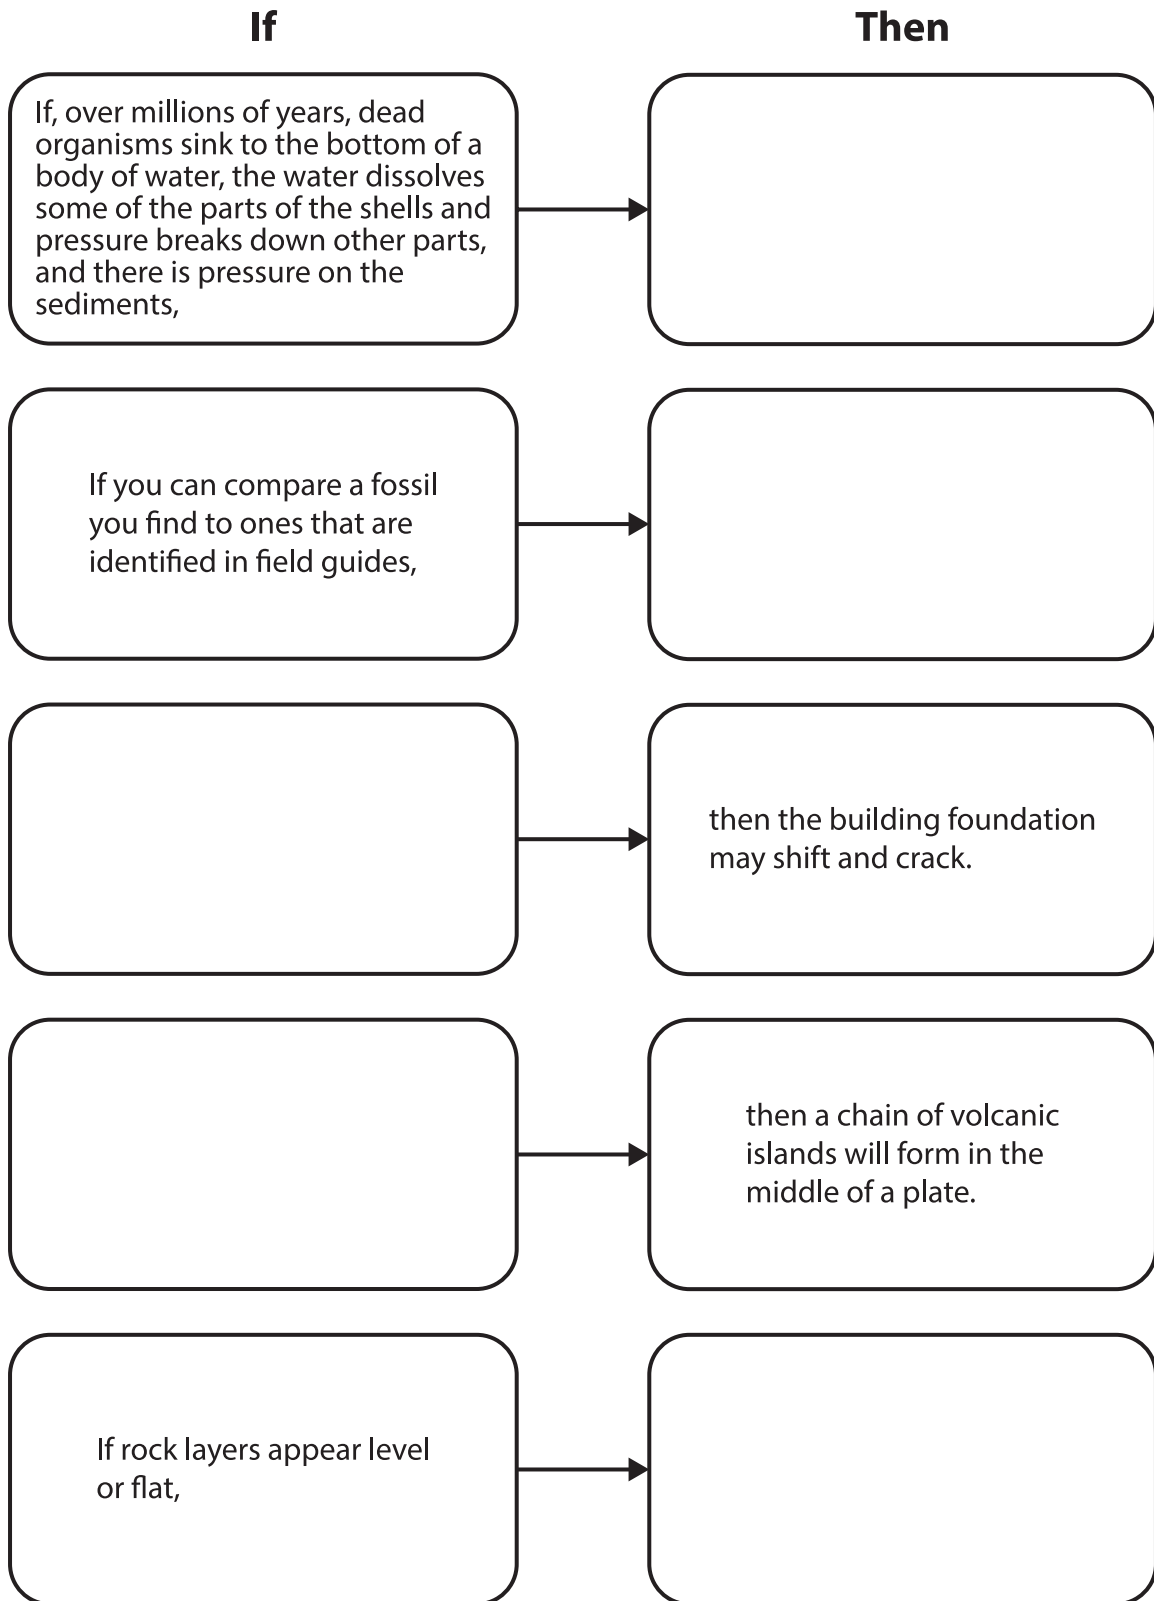 If
Then
If, over millions of years, dead
organisms sink to the bottom of a
body of water, the water dissolves
some of the parts of the shells and
pressure breaks down other parts,
and there is pressure on the
sediments,
If you can compare a fossil
you find to ones that are
identified in field guides,
then the building foundation
may shift and crack.
then a chain of volcanic
islands will form in the
middle of a plate.
If rock layers appear level
or flat,